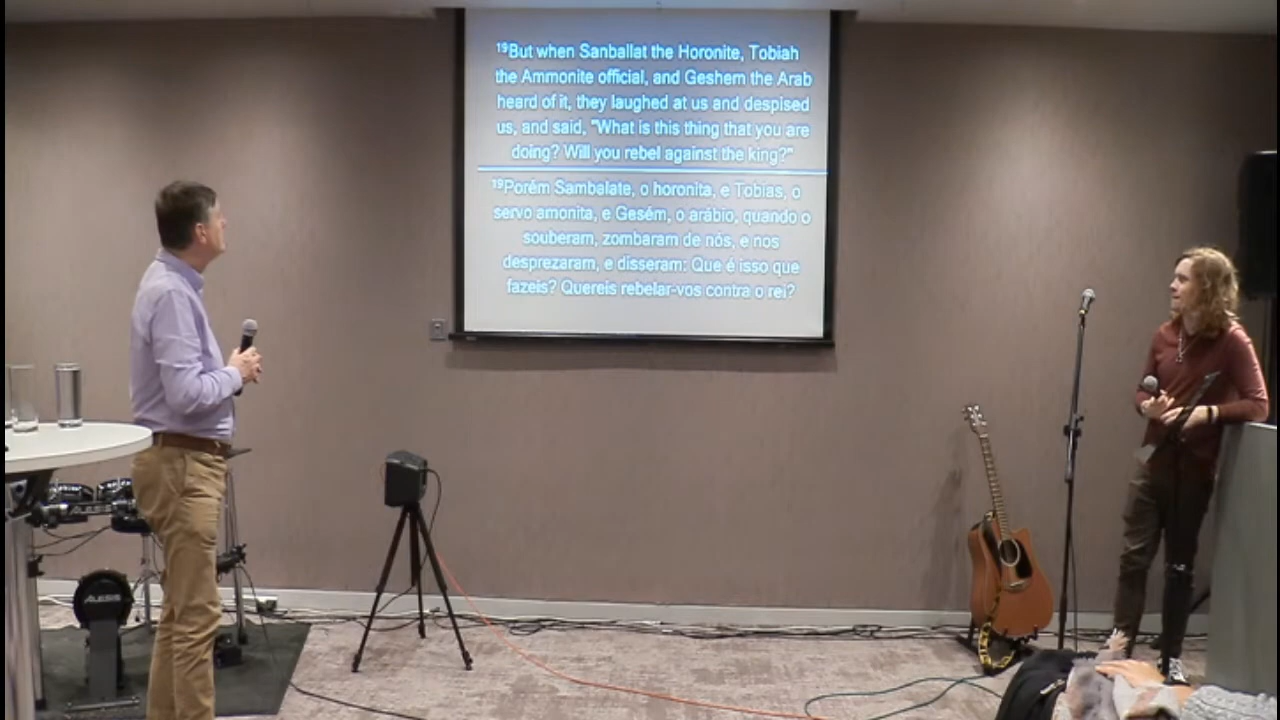 ¹⁹But when Sanballat the Horonite, Tobiah
the Ammonite official, and Geshem the Arab
heard of it, they laughed at us and despised
us, and said, "What is this thing that you are
doing? Will you rebel against the king?"
¹⁹Porém Sambalate, o horonita, e Tobias, o
servo amonita, e Gesém, o arábio, quando o
souberam, zombaram de nós, e nos
desprezaram, e disseram: Que é isso que
fazeis? Quereis rebelar-vos contra o rei?
ALESIS